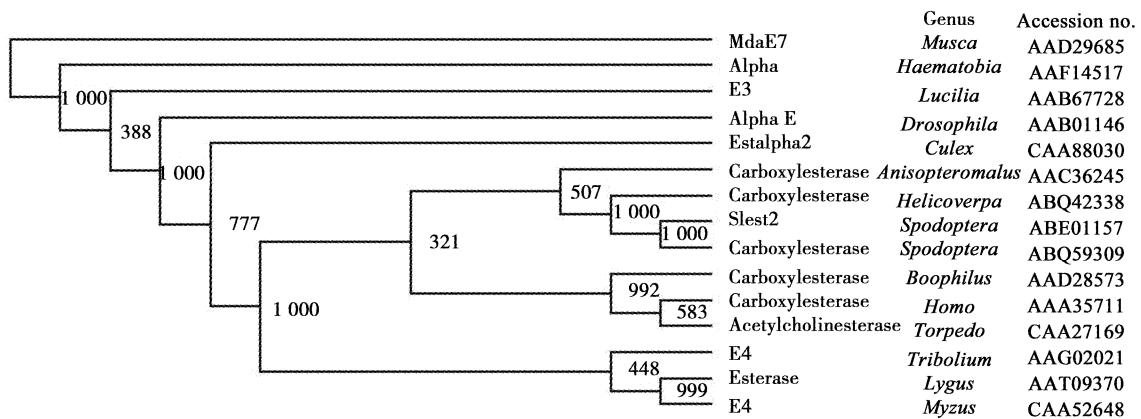 Genus Accession no.
MdaE7 Musca AAD29685
Alpha Haematobia AAF14517
E3 Lucilia AAB67728
1 000
Alpha E Drosophila AAB01146
388
Estalpha2 Culex CAA88030
1 000
Carboxylesterase Anisopteromalus AAC36245
507
Carboxylesterase Helicoverpa ABQ42338
1 000
Slest2 Spodoptera ABE01157
777
1 000
321
Carboxylesterase Spodoptera ABQ59309
Carboxylesterase Boophilus AAD28573
992
Carboxylesterase Homo AAA35711
1 000
583
Acetylcholinesterase Torpedo CAA27169
E4 Tribolium AAG02021
448
Esterase Lygus AAT09370
999
E4 Myzus CAA52648